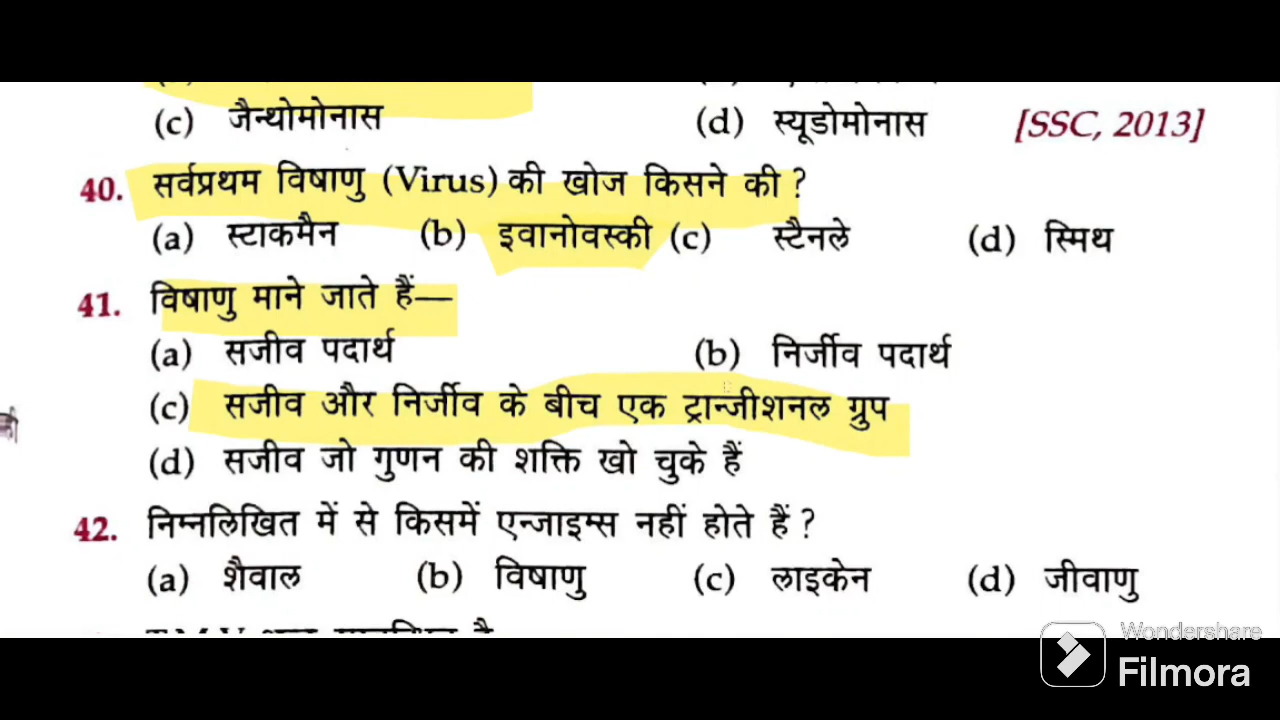 (c) जैन्थोमोनास (d) स्यूडोमोनास [SSC, 2013]
40. सर्वप्रथम विषाणु (Virus) की खोज किसने की ?
(a) स्टाकमैन (b) इवानोवस्की (c) स्टैनले (d) स्मिथ
41. विषाणु माने जाते हैं—
(a) सजीव पदार्थ (b) निर्जीव पदार्थ
(c) सजीव और निर्जीव के बीच एक ट्रान्जीशनल ग्रुप
(d) सजीव जो गुणन की शक्ति खो चुके हैं
42. निम्नलिखित में से किसमें एन्जाइम्स नहीं होते हैं ?
(a) शैवाल (b) विषाणु (c) लाइकेन (d) जीवाणु
Wondershare
Filmora